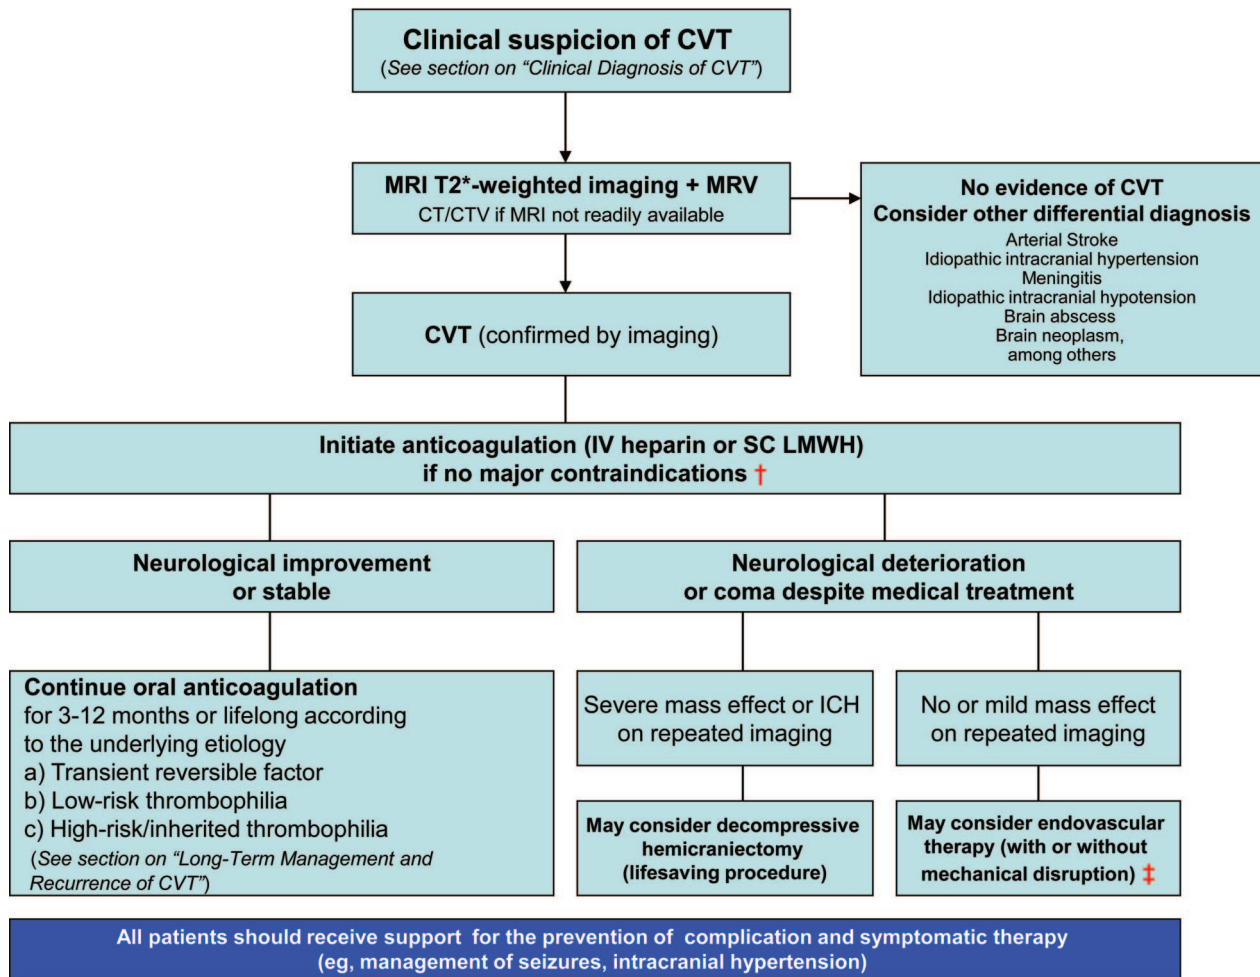 Clinical suspicion of CVT
(See section on “Clinical Diagnosis of CVT”)
MRI T2*-weighted imaging + MRV
CT/CTV if MRI not readily available
No evidence of CVT
Consider other differential diagnosis
Arterial Stroke
Idiopathic intracranial hypertension
Meningitis
Idiopathic intracranial hypotension
Brain abscess
Brain neoplasm,
among others
CVT (confirmed by imaging)
Initiate anticoagulation (IV heparin or SC LMWH)
if no major contraindications †
Neurological improvement
or stable
Neurological deterioration
or coma despite medical treatment
Continue oral anticoagulation
for 3-12 months or lifelong according
to the underlying etiology
a) Transient reversible factor
b) Low-risk thrombophilia
c) High-risk/inherited thrombophilia
(See section on “Long-Term Management and
Recurrence of CVT”)
Severe mass effect or ICH
on repeated imaging
No or mild mass effect
on repeated imaging
May consider decompressive
hemicraniectomy
(lifesaving procedure)
May consider endovascular
therapy (with or without
mechanical disruption) ‡
All patients should receive support for the prevention of complication and symptomatic therapy
(eg, management of seizures, intracranial hypertension)